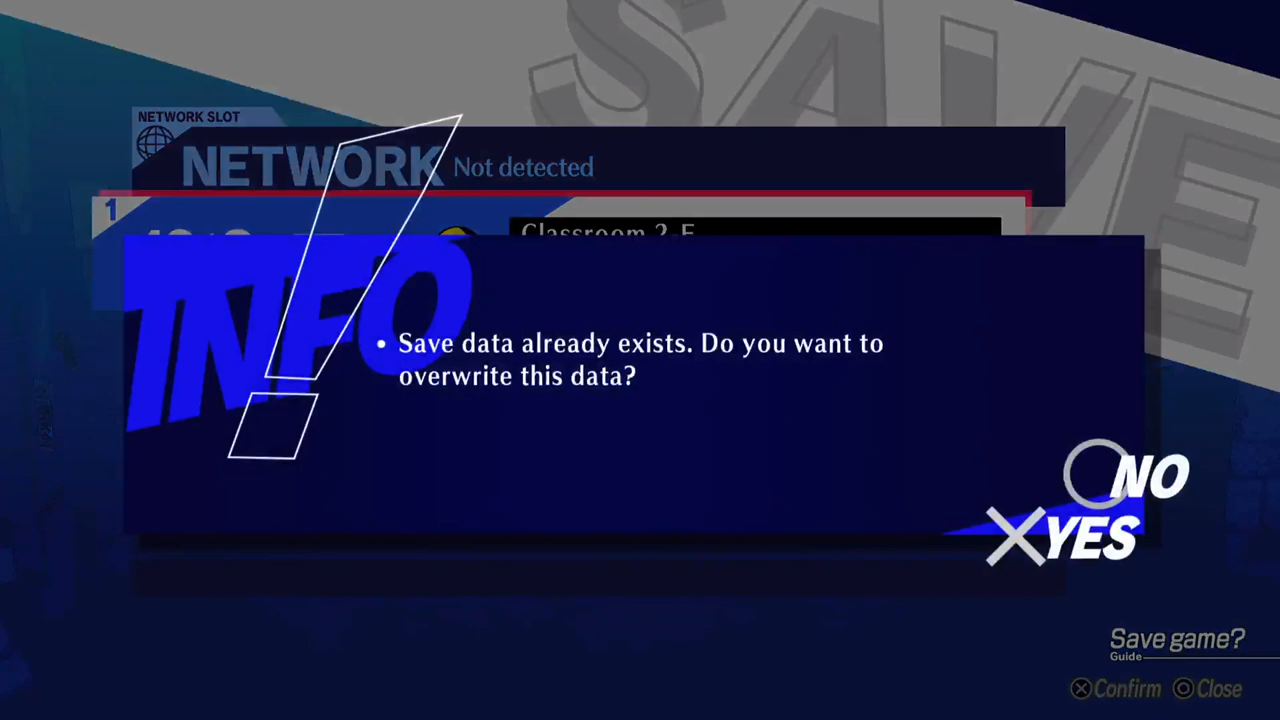 SAVE
NETWORK SLOT
NETWORK Not detected
1
Classroom 2-F
INFO
• Save data already exists. Do you want to
overwrite this data?
NO
YES
Save game?
Guide
Confirm Close